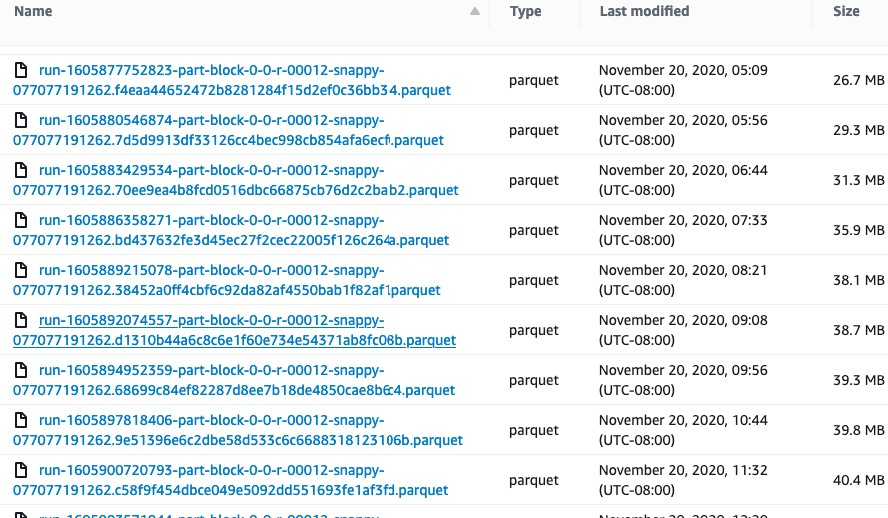 Name Type Last modified Size
run-1605877752823-part-block-0-0-r-00012-snappy-
077077191262.f4eaa44652472b8281284f15d2ef0c36bb34.parquet
parquet
November 20, 2020, 05:09
(UTC-08:00)
26.7 MB
run-1605880546874-part-block-0-0-r-00012-snappy-
parquet
November 20, 2020, 05:56
(UTC-08:00)
29.3 MB
run-1605883429534-part-block-0-0-r-00012-snappy-
077077191262.70ee9ea4b8fcd0516dbc66875cb76d2c2bab2.parquet
parquet
November 20, 2020, 06:44
(UTC-08:00)
31.3 MB
run-1605886358271-part-block-0-0-r-00012-snappy-
077077191262.bd437632fe3d45ec27f2cec22005f126c264a.parquet
parquet
November 20, 2020, 07:33
(UTC-08:00)
35.9 MB
run-1605889215078-part-block-0-0-r-00012-snappy-
parquet
November 20, 2020, 08:21
(UTC-08:00)
38.1 MB
run-1605892074557-part-block-0-0-r-00012-snappy-
077077191262.d1310b44a6c8c6e1f60e734e54371ab8fc08b.parquet
parquet
November 20, 2020, 09:08
(UTC-08:00)
38.7 MB
run-1605894952359-part-block-0-0-r-00012-snappy-
077077191262.68699c84ef82287d8ee7b18de4850cae8b6c4.parquet
parquet
November 20, 2020, 09:56
(UTC-08:00)
39.3 MB
run-1605897818406-part-block-0-0-r-00012-snappy-
077077191262.9e51396e6c2dbe58d533c6c6688318123106b.parquet
parquet
November 20, 2020, 10:44
(UTC-08:00)
39.8 MB
run-1605900720793-part-block-0-0-r-00012-snappy-
parquet
November 20, 2020, 11:32
(UTC-08:00)
40.4 MB